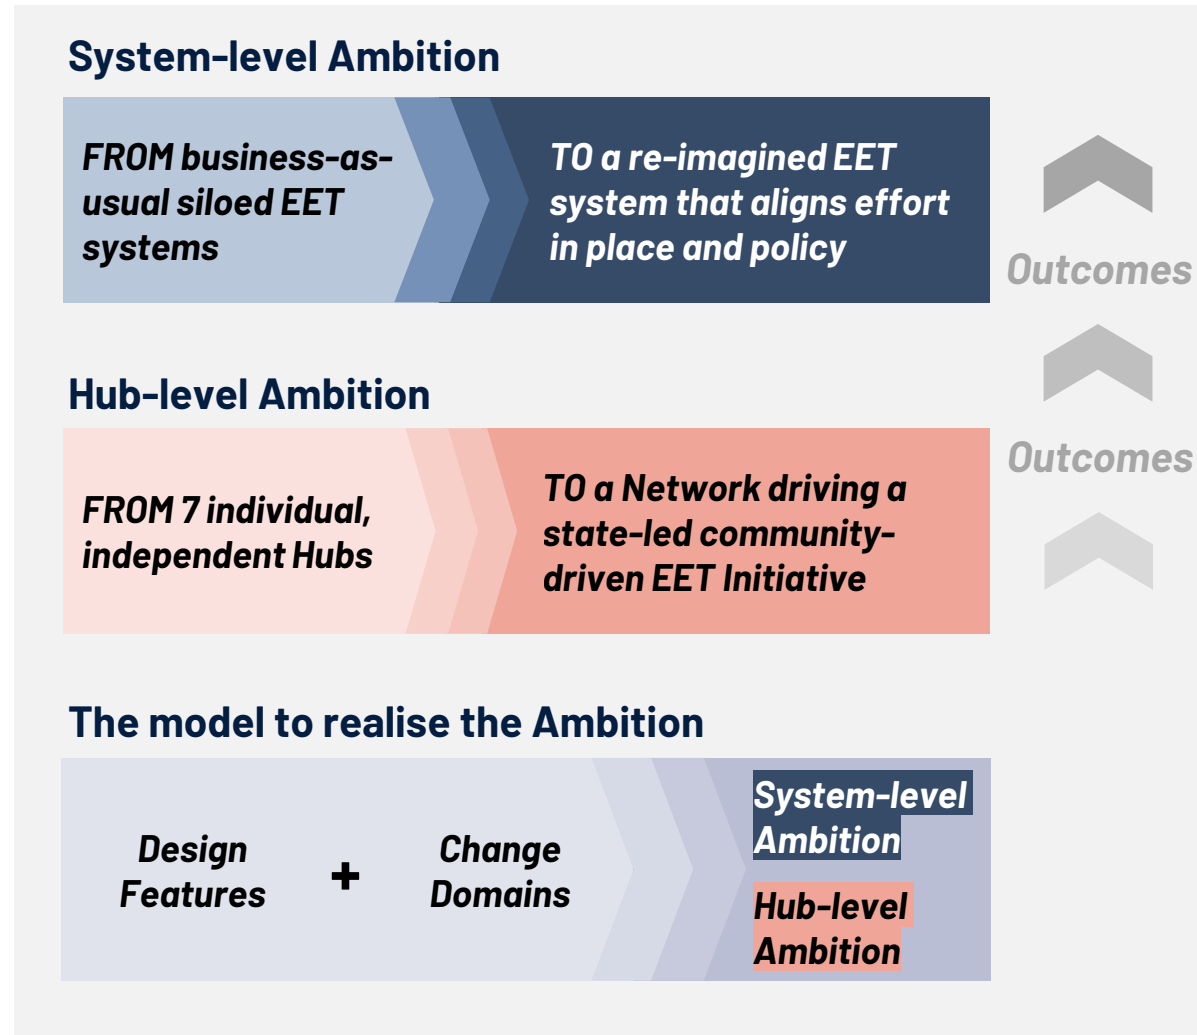 System-level Ambition
FROM business-as-
usual siloed EET
systems
TO a re-imagined EET
system that aligns effort
in place and policy
Outcomes
Hub-level Ambition
FROM 7 individual,
independent Hubs
TO a Network driving a
state-led community-
driven EET Initiative
Outcomes
The model to realise the Ambition
Design
Features
+
Change
Domains
System-level
Ambition
Hub-level
Ambition